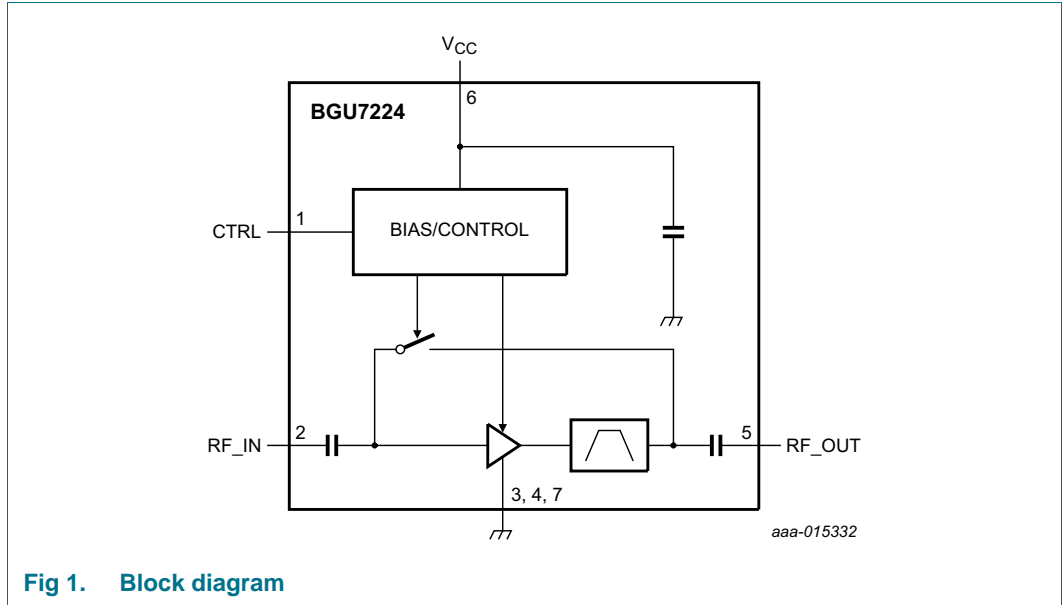 VCC
6
BGU7224
CTRL
1
BIAS/CONTROL
RF_IN
2
5
RF_OUT
3, 4, 7
aaa-015332
Fig 1. Block diagram